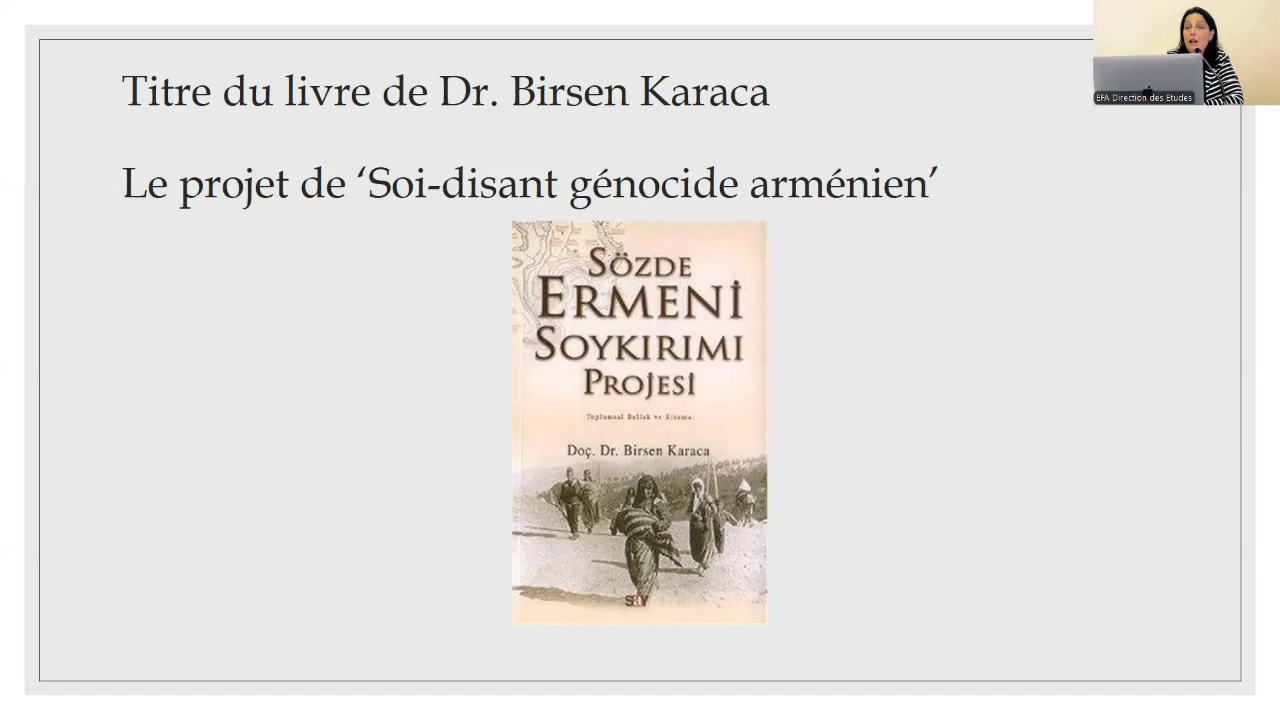 Titre du livre de Dr. Birsen Karaca
Le projet de ‘Soi-disant génocide arménien’
EFA Direction des Etudes
SÖZDE
ERMENİ
SOYKIRIMI
PROJESİ
Toplumsal Bellek ve Sinema
Doç. Dr. Birsen Karaca
say